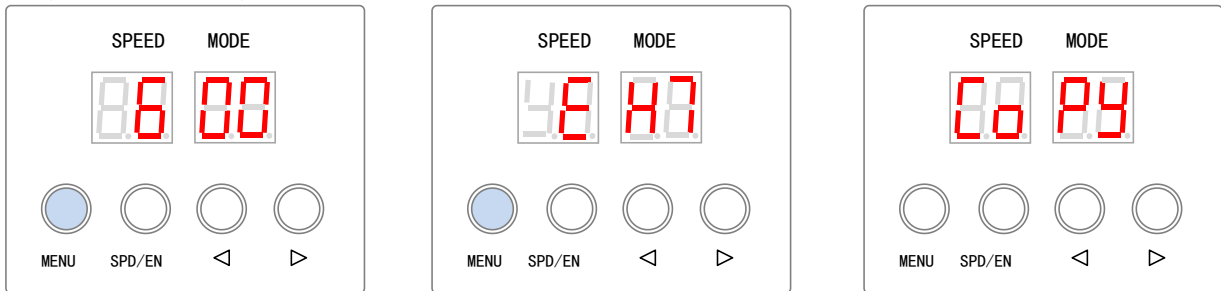 SPEED MODE
6 00
MENU SPD/EN ◁ ▷
SPEED MODE
E H7
MENU SPD/EN ◁ ▷
SPEED MODE
Co PY
MENU SPD/EN ◁ ▷